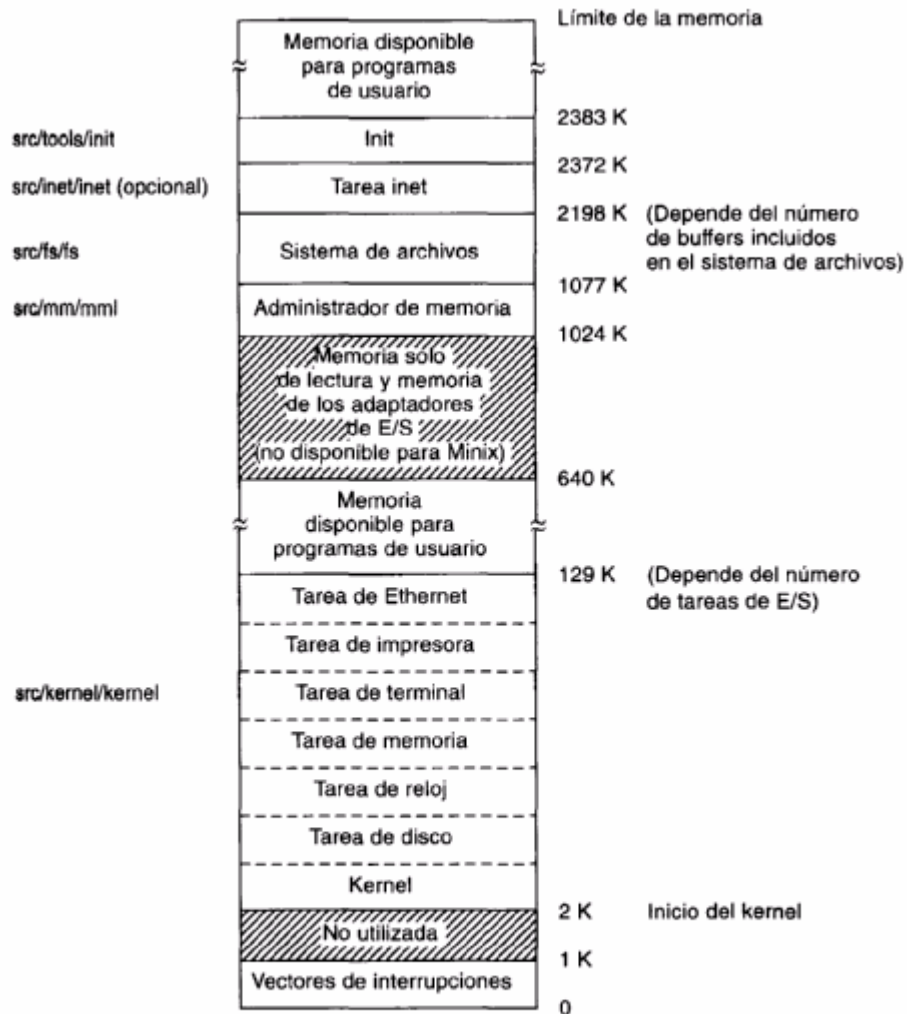 Límite de la memoria
Memoria disponible
para programas
de usuario
2383 K
src/tools/init
Init
2372 K
src/inet/inet (opcional)
Tarea inet
2198 K (Depende del número
de buffers incluidos
en el sistema de archivos)
src/fs/fs
Sistema de archivos
1077 K
src/mm/mml
Administrador de memoria
1024 K
Memoria sólo
de lectura y memoria
de los adaptadores
de E/S
(no disponible para Minix)
640 K
Memoria
disponible para
programas de usuario
129 K (Depende del número
de tareas de E/S)
Tarea de Ethernet
Tarea de impresora
src/kernel/kernel
Tarea de terminal
Tarea de memoria
Tarea de reloj
Tarea de disco
Kernel
2 K Inicio del kernel
No utilizada
1 K
Vectores de interrupciones
0